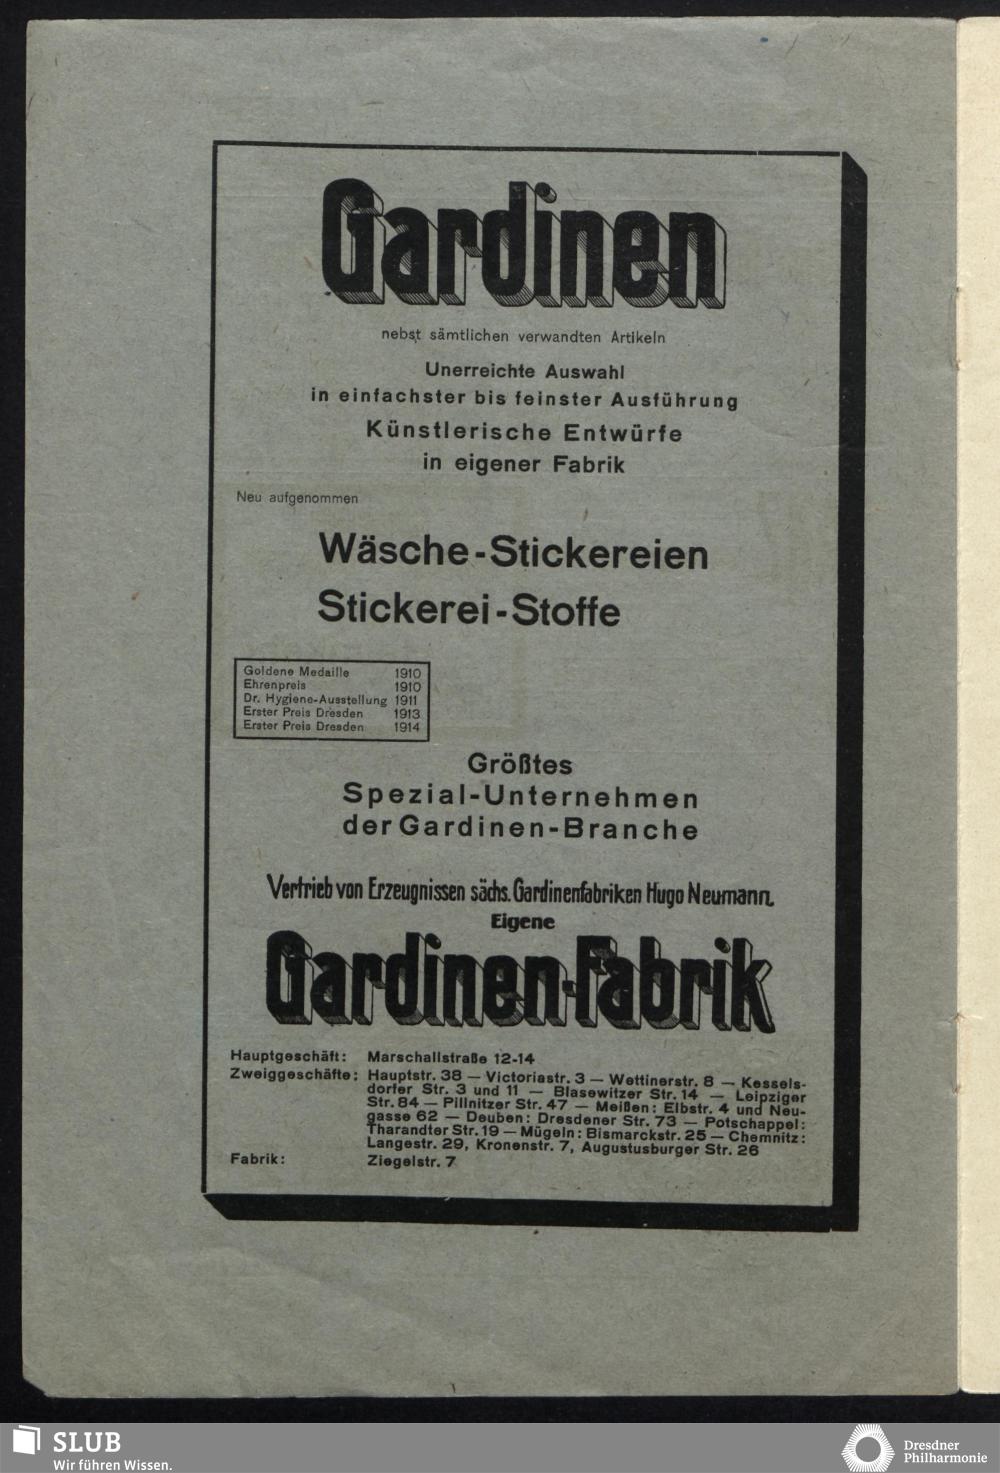 Gardinen
nebst sämtlichen verwandten Artikeln
Unerreichte Auswahl
in einfachster bis feinster Ausführung
Künstlerische Entwürfe
in eigener Fabrik
Neu aufgenommen
Wäsche-Stickereien
Stickerei-Stoffe
Goldene Medaille 1910
Ehrenpreis 1910
Dr. Hygiene-Ausstellung 1911
Erster Preis Dresden 1913
Erster Preis Dresden 1914
Größtes
Spezial-Unternehmen
der Gardinen-Branche
Vertrieb von Erzeugnissen sächs. Gardinenfabriken Hugo Neumann.
Eigene
Gardinen-Fabrik
Hauptgeschäft: Marschallstraße 12-14
Zweiggeschäfte: Hauptstr. 38 — Victoriastr. 3 — Wettinerstr. 8 — Kessels-
dorfer Str. 3 und 11 — Blasewitzer Str. 14 — Leipziger
Str. 84 — Pillnitzer Str. 47 — Meißen: Elbstr. 4 und Neu-
gasse 62 — Deuben: Dresdener Str. 73 — Potschappel:
Tharandter Str. 19 — Mügeln: Bismarckstr. 25 — Chemnitz:
Langestr. 29, Kronenstr. 7, Augustusburger Str. 26
Fabrik: Ziegelstr. 7
SLUB
Wir führen Wissen.
Dresdner
Philharmonie